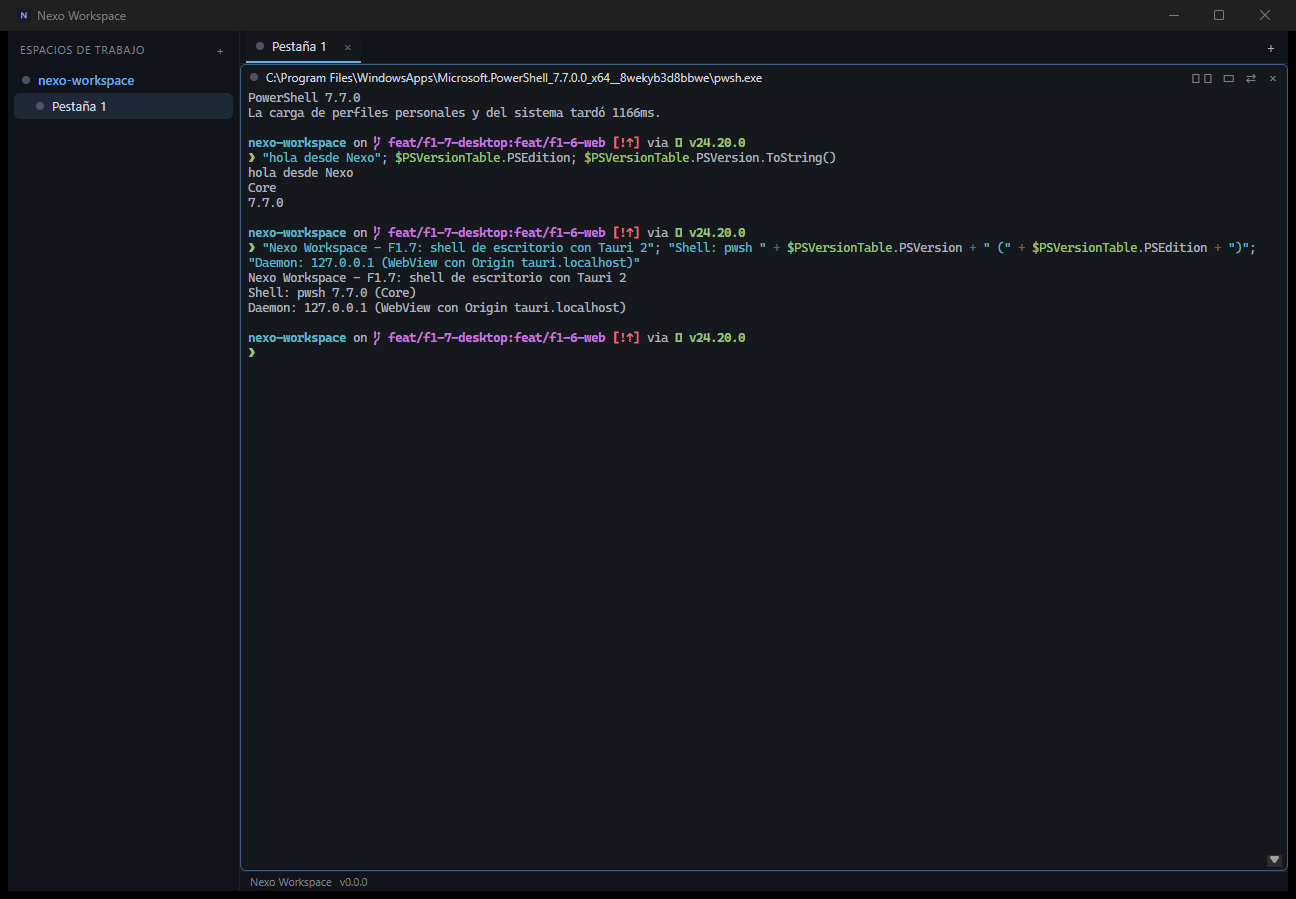 N Nexo Workspace
ESPACIOS DE TRABAJO +
nexo-workspace
Pestaña 1
Pestaña 1 ×
+
C:\Program Files\WindowsApps\Microsoft.PowerShell_7.7.0.0_x64__8wekyb3d8bbwe\pwsh.exe
PowerShell 7.7.0
La carga de perfiles personales y del sistema tardó 1166ms.
nexo-workspace on feat/f1-7-desktop:feat/f1-6-web [!↑] via v24.20.0
❯ "hola desde Nexo"; $PSVersionTable.PSEdition; $PSVersionTable.PSVersion.ToString()
hola desde Nexo
Core
7.7.0
nexo-workspace on feat/f1-7-desktop:feat/f1-6-web [!↑] via v24.20.0
❯ "Nexo Workspace — F1.7: shell de escritorio con Tauri 2"; "Shell: pwsh " + $PSVersionTable.PSVersion + " (" + $PSVersionTable.PSEdition + ")";
"Daemon: 127.0.0.1 (WebView con Origin tauri.localhost)"
Nexo Workspace — F1.7: shell de escritorio con Tauri 2
Shell: pwsh 7.7.0 (Core)
Daemon: 127.0.0.1 (WebView con Origin tauri.localhost)
nexo-workspace on feat/f1-7-desktop:feat/f1-6-web [!↑] via v24.20.0
❯
Nexo Workspace v0.0.0